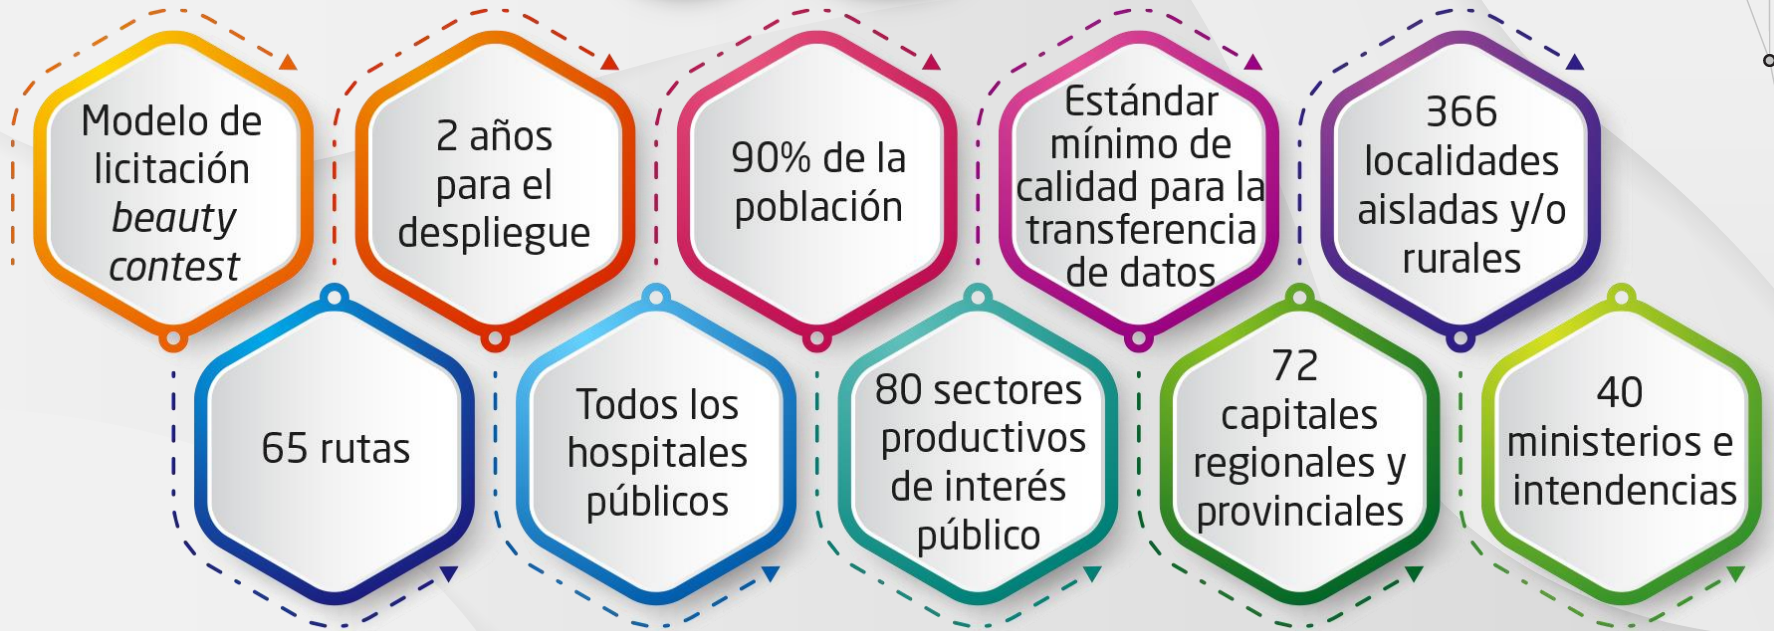 Modelo de
licitación
beauty
contest
2 años
para el
despliegue
90% de la
población
Estándar
mínimo de
calidad para la
transferencia
de datos
366
localidades
aisladas y/o
rurales
65 rutas
Todos los
hospitales
públicos
80 sectores
productivos
de interés
público
72
capitales
regionales y
provinciales
40
ministerios e
intendencias